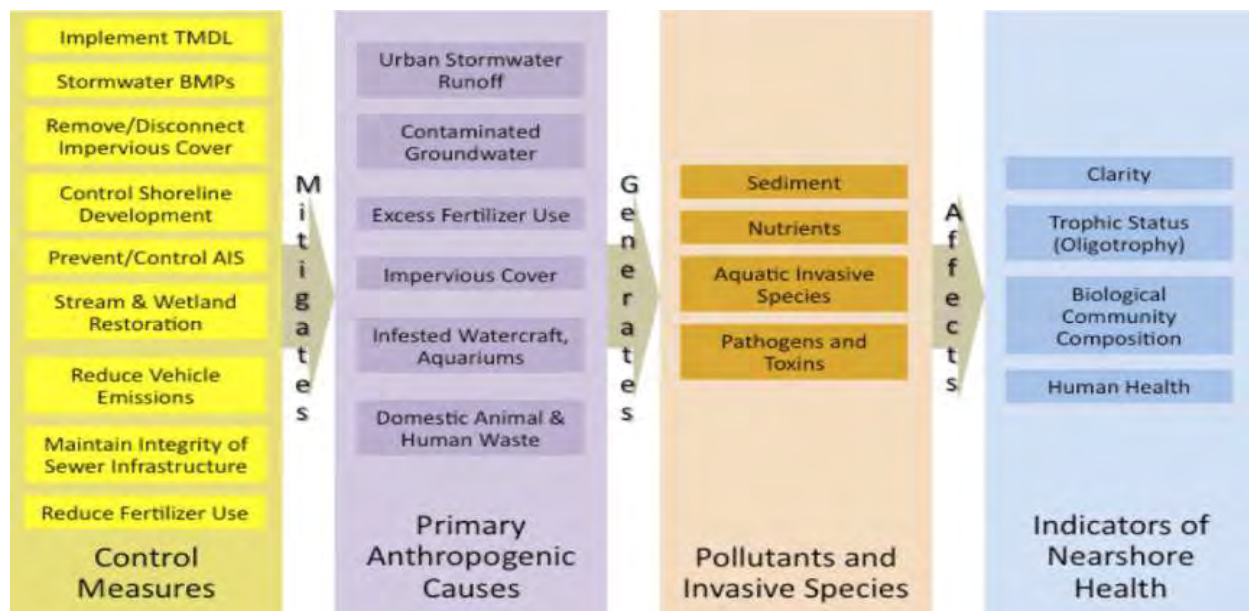 Implement TMDL
Stormwater BMPs
Remove/Disconnect
Impervious Cover
Control Shoreline
Development
Prevent/Control AIS
Stream & Wetland
Restoration
Reduce Vehicle
Emissions
Maintain Integrity of
Sewer Infrastructure
Reduce Fertilizer Use
Control
Measures
Mitigates
Urban Stormwater
Runoff
Contaminated
Groundwater
Excess Fertilizer Use
Impervious Cover
Infested Watercraft,
Aquariums
Domestic Animal &
Human Waste
Primary
Anthropogenic
Causes
Generates
Sediment
Nutrients
Aquatic Invasive
Species
Pathogens and
Toxins
Pollutants and
Invasive Species
Affects
Clarity
Trophic Status
(Oligotrophy)
Biological
Community
Composition
Human Health
Indicators of
Nearshore
Health